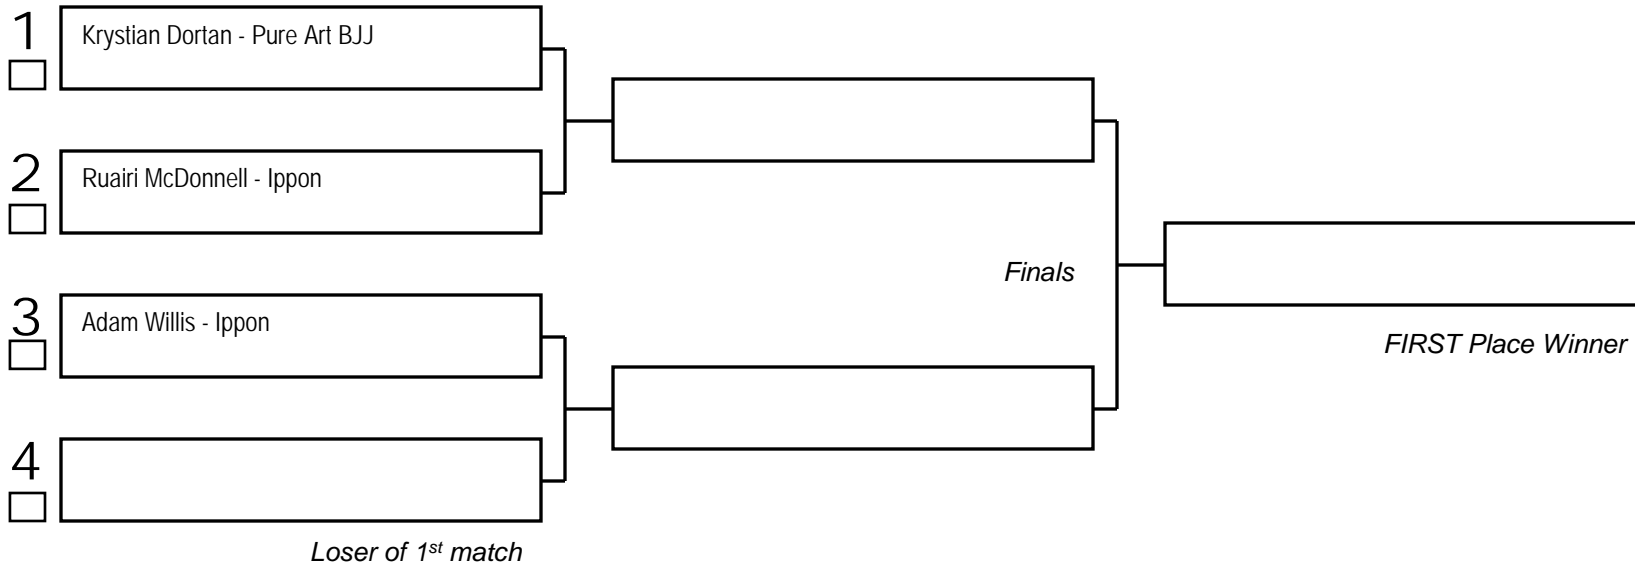 1
Krystian Dortan - Pure Art BJJ
2
Ruairi McDonnell - Ippon
3
Adam Willis - Ippon
4
Loser of 1st match
Finals
FIRST Place Winner